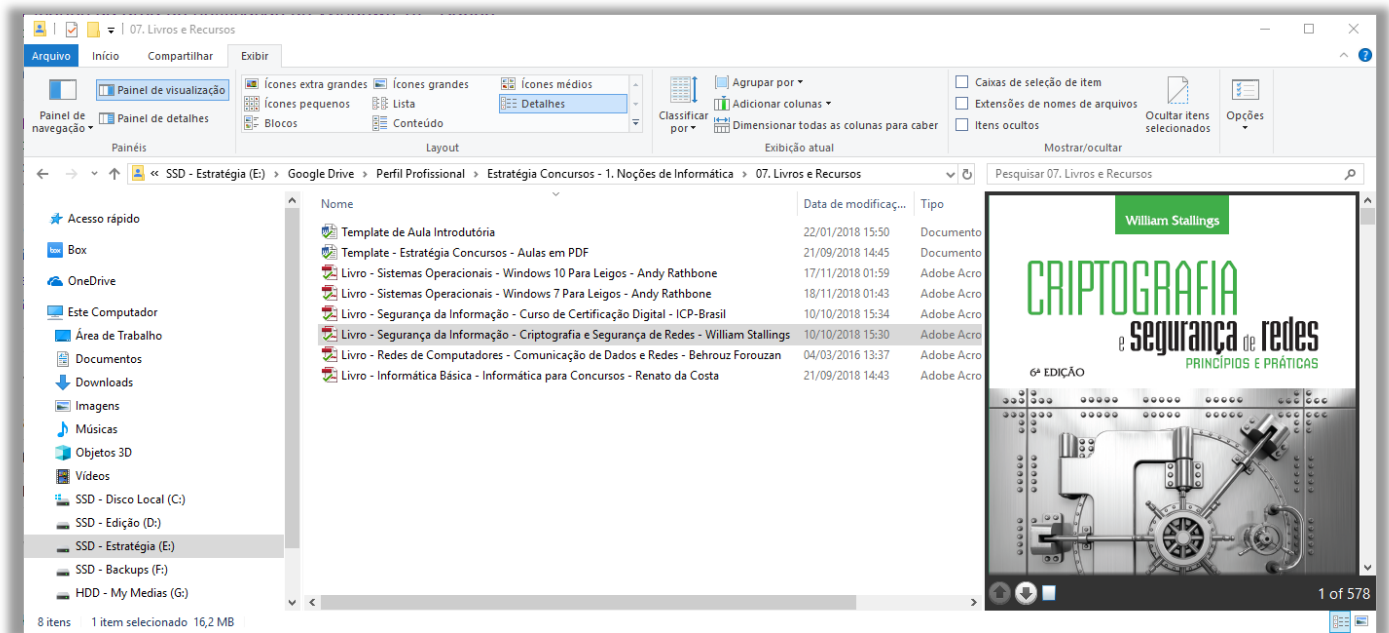 07. Livros e Recursos
Arquivo Início Compartilhar Exibir
Painel de navegação
Painel de visualização
Painel de detalhes
Painéis
Ícones extra grandes Ícones grandes Ícones médios
Ícones pequenos Lista Detalhes
Blocos Conteúdo
Layout
Classificar por
Agrupar por
Adicionar colunas
Dimensionar todas as colunas para caber
Exibição atual
Caixas de seleção de item
Extensões de nomes de arquivos
Itens ocultos
Ocultar itens selecionados
Opções
Mostrar/ocultar
« SSD - Estratégia (E:) > Google Drive > Perfil Profissional > Estratégia Concursos - 1. Noções de Informática > 07. Livros e Recursos
Pesquisar 07. Livros e Recursos
Acesso rápido
Box
OneDrive
Este Computador
Área de Trabalho
Documentos
Downloads
Imagens
Músicas
Objetos 3D
Vídeos
SSD - Disco Local (C:)
SSD - Edição (D:)
SSD - Estratégia (E:)
SSD - Backups (F:)
HDD - My Medias (G:)
Nome Data de modificaç... Tipo
Template de Aula Introdutória 22/01/2018 15:50 Documento
Template - Estratégia Concursos - Aulas em PDF 21/09/2018 14:45 Documento
Livro - Sistemas Operacionais - Windows 10 Para Leigos - Andy Rathbone 17/11/2018 01:59 Adobe Acro
Livro - Sistemas Operacionais - Windows 7 Para Leigos - Andy Rathbone 18/11/2018 01:43 Adobe Acro
Livro - Segurança da Informação - Curso de Certificação Digital - ICP-Brasil 10/10/2018 15:34 Adobe Acro
Livro - Segurança da Informação - Criptografia e Segurança de Redes - William Stallings 10/10/2018 15:30 Adobe Acro
Livro - Redes de Computadores - Comunicação de Dados e Redes - Behrouz Forouzan 04/03/2016 13:37 Adobe Acro
Livro - Informática Básica - Informática para Concursos - Renato da Costa 21/09/2018 14:43 Adobe Acro
William Stallings
CRIPTOGRAFIA
e segurança de redes
PRINCÍPIOS E PRÁTICAS
6ª EDIÇÃO
1 of 578
8 itens 1 item selecionado 16,2 MB